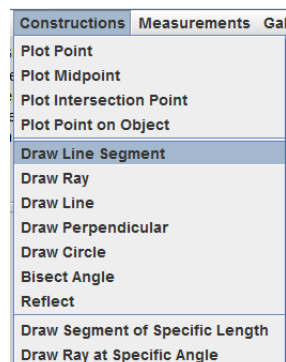 Constructions Measurements Gal
Plot Point
Plot Midpoint
Plot Intersection Point
Plot Point on Object
Draw Line Segment
Draw Ray
Draw Line
Draw Perpendicular
Draw Circle
Bisect Angle
Reflect
Draw Segment of Specific Length
Draw Ray at Specific Angle